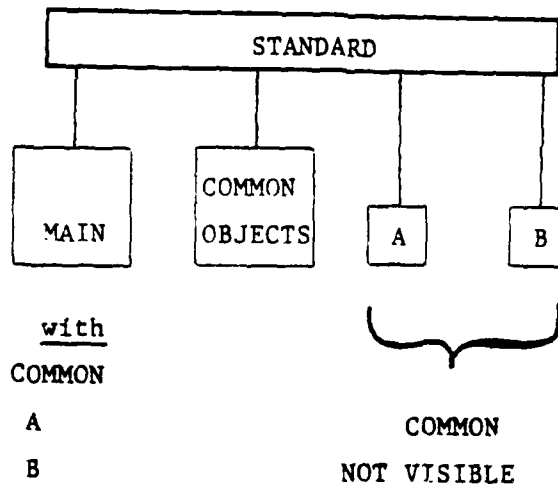 STANDARD
MAIN
COMMON
OBJECTS
A
B
with
COMMON
A
B
COMMON
NOT VISIBLE